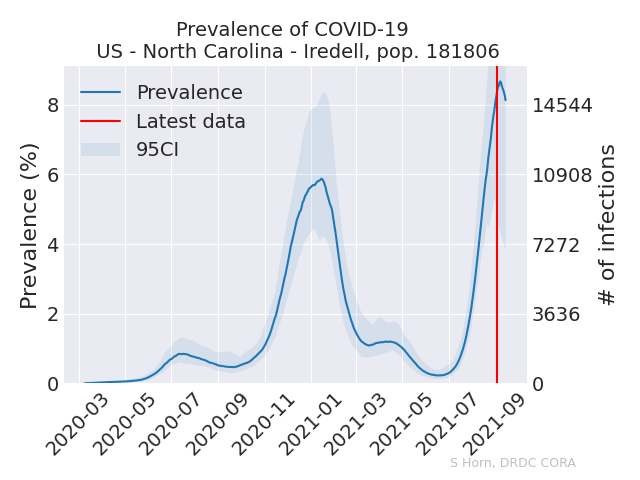 Prevalence of COVID-19
US - North Carolina - Iredell, pop. 181806
Prevalence
Latest data
95CI
Prevalence (%)
8
6
4
2
0
14544
10908
7272
3636
0
# of infections
2020-03
2020-05
2020-07
2020-09
2020-11
2021-01
2021-03
2021-05
2021-07
2021-09
S Horn, DRDC CORA